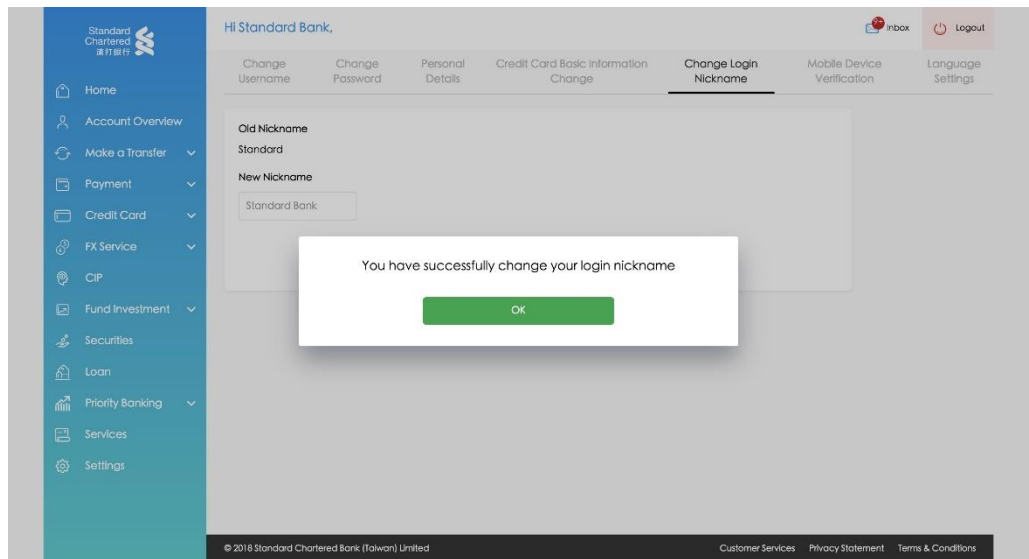 Standard
Chartered
渣打銀行
Home
Account Overview
Make a Transfer
Payment
Credit Card
FX Service
CIP
Fund Investment
Securities
Loan
Priority Banking
Services
Settings
Hi Standard Bank,
Inbox
Logout
Change
Username
Change
Password
Personal
Details
Credit Card Basic Information
Change
Change Login
Nickname
Mobile Device
Verification
Language
Settings
Old Nickname
Standard
New Nickname
Standard Bank
You have successfully change your login nickname
OK
© 2018 Standard Chartered Bank (Taiwan) Limited
Customer Services Privacy Statement Terms & Conditions